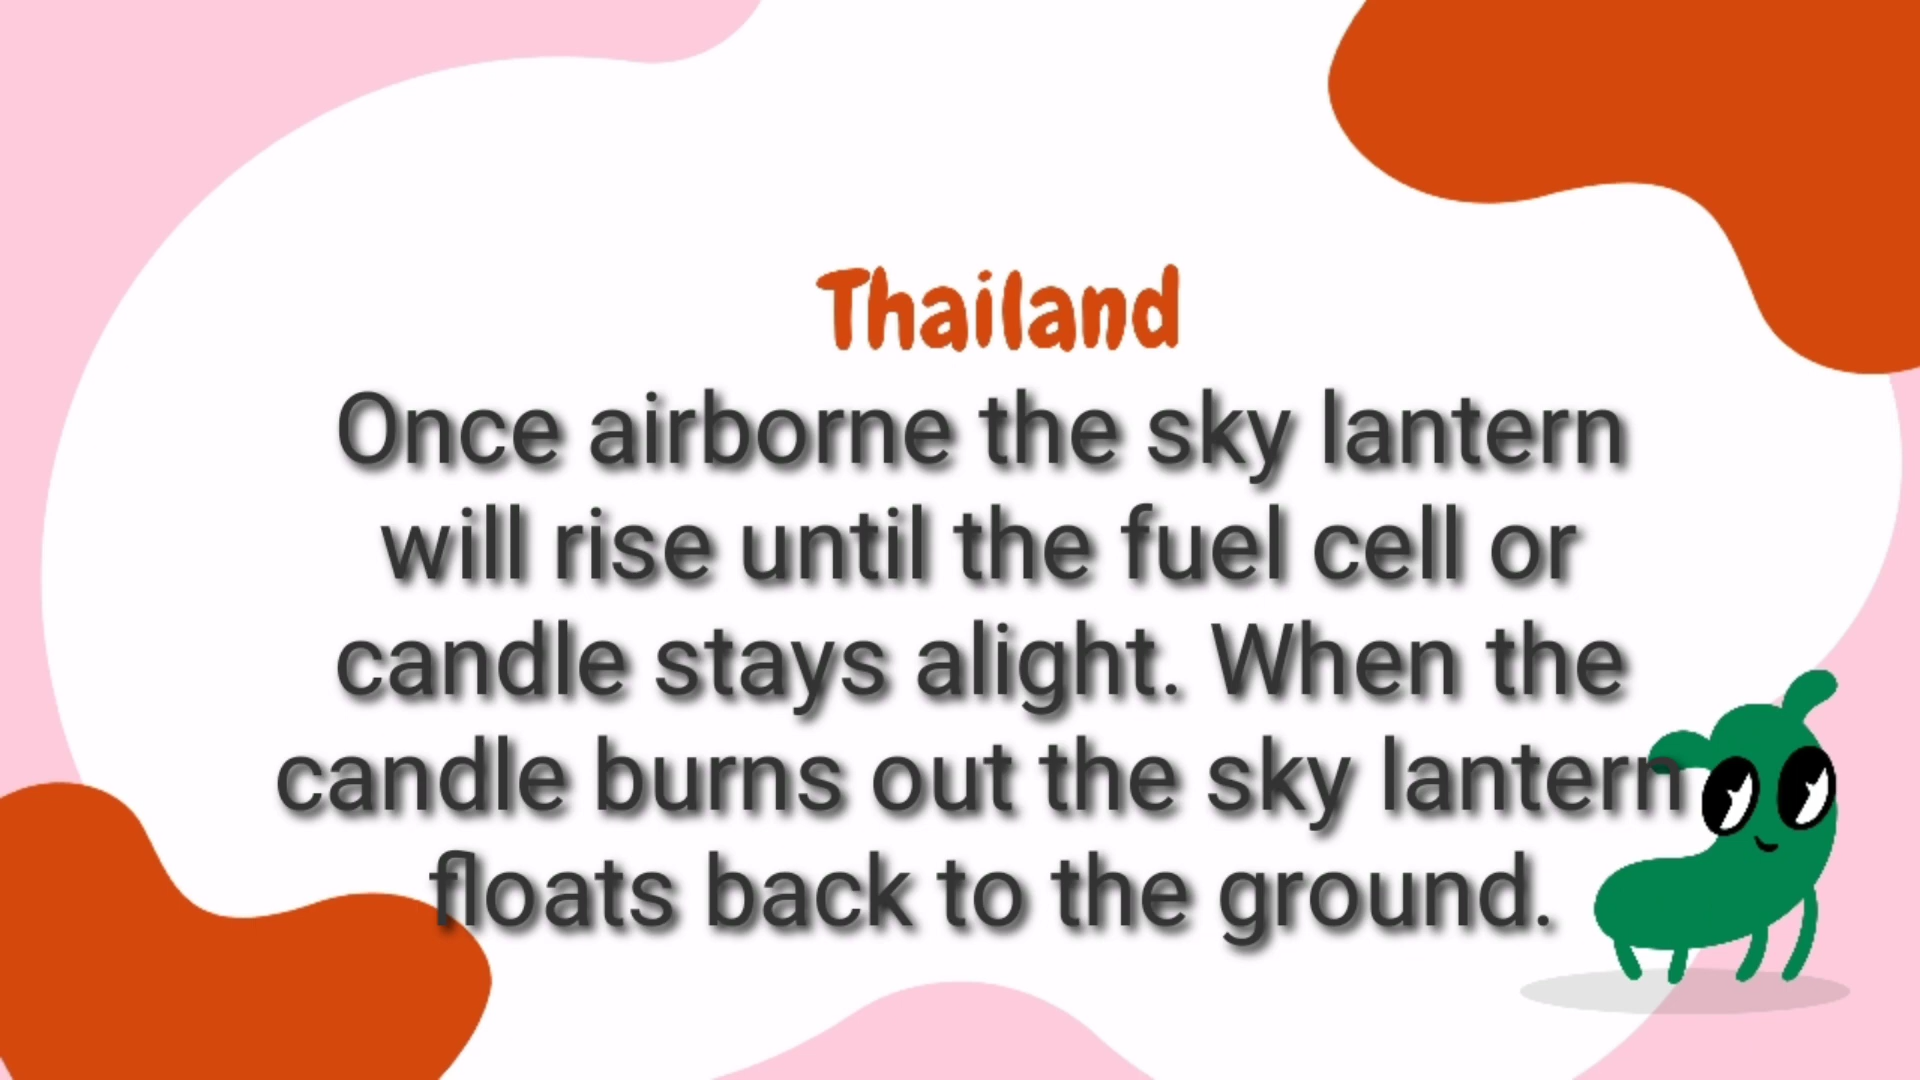 Thailand
Once airborne the sky lantern
will rise until the fuel cell or
candle stays alight. When the
candle burns out the sky lantern
floats back to the ground.